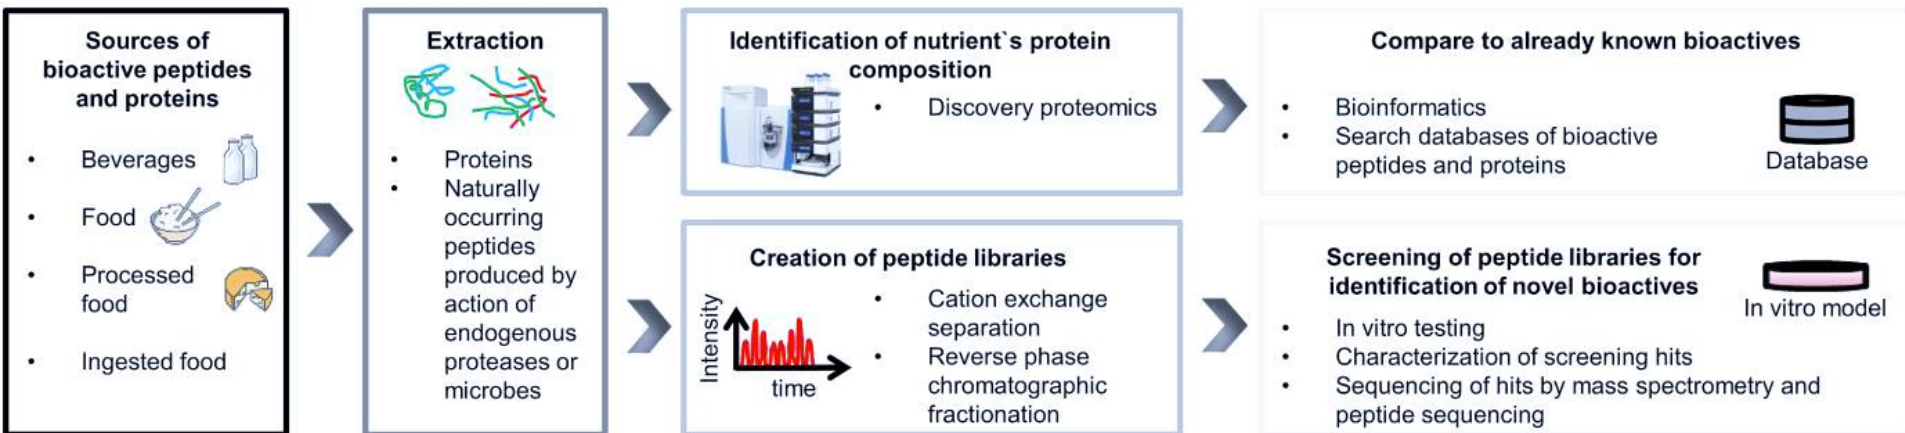 Sources of
bioactive peptides
and proteins
• Beverages
• Food
• Processed
food
• Ingested food
Extraction
• Proteins
• Naturally
occurring
peptides
produced by
action of
endogenous
proteases or
microbes
Identification of nutrient`s protein
composition
• Discovery proteomics
Compare to already known bioactives
• Bioinformatics
• Search databases of bioactive
peptides and proteins
Database
Creation of peptide libraries
Intensity
time
• Cation exchange
separation
• Reverse phase
chromatographic
fractionation
Screening of peptide libraries for
identification of novel bioactives
In vitro model
• In vitro testing
• Characterization of screening hits
• Sequencing of hits by mass spectrometry and
peptide sequencing